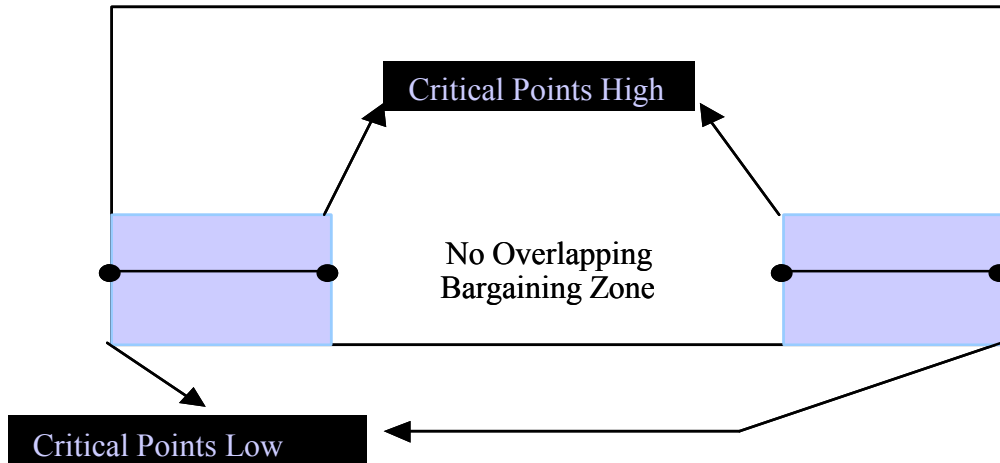 Critical Points High
No Overlapping
Bargaining Zone
Critical Points Low